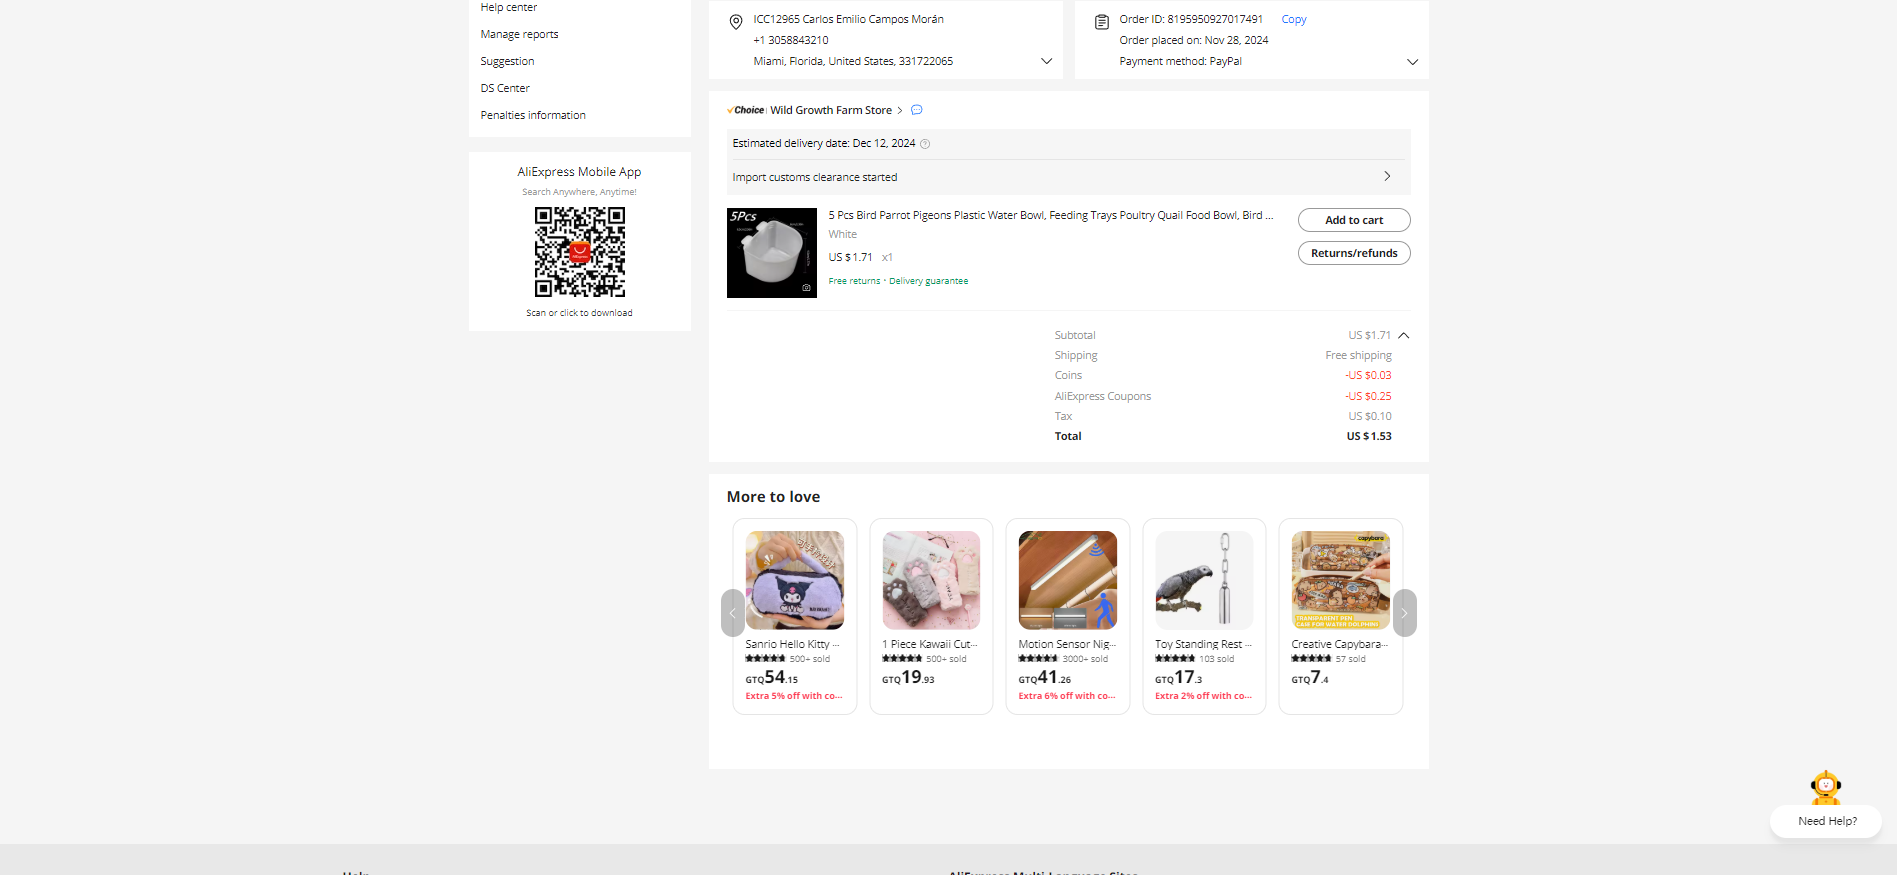 Help center
Manage reports
Suggestion
DS Center
Penalties information
AliExpress Mobile App
Search Anywhere, Anytime!
Scan or click to download
ICC12965 Carlos Emilio Campos Morán
+1 3058843210
Miami, Florida, United States, 331722065
Order ID: 8195950927017491 Copy
Order placed on: Nov 28, 2024
Payment method: PayPal
Choice Wild Growth Farm Store
Estimated delivery date: Dec 12, 2024
Import customs clearance started
5Pcs
5 Pcs Bird Parrot Pigeons Plastic Water Bowl, Feeding Trays Poultry Quail Food Bowl, Bird ...
White
US $1.71 x1
Free returns · Delivery guarantee
Add to cart
Returns/refunds
Subtotal US $1.71
Shipping Free shipping
Coins -US $0.03
AliExpress Coupons -US $0.25
Tax US $0.10
Total US $1.53
More to love
Sanrio Hello Kitty ...
500+ sold
GTQ54.15
Extra 5% off with co...
1 Piece Kawaii Cut...
500+ sold
GTQ19.93
Motion Sensor Nig...
3000+ sold
GTQ41.26
Extra 6% off with co...
Toy Standing Rest ...
103 sold
GTQ17.3
Extra 2% off with co...
capybara
TRANSPARENT PEN
CASE FOR WATER DOLPHINS
Creative Capybara...
57 sold
GTQ7.4
Need Help?
Help
AliExpress Multi-Language Sites